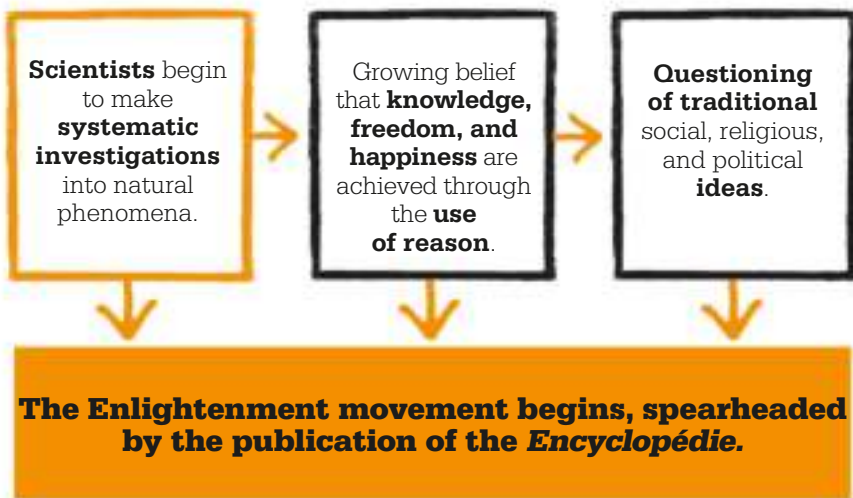 Scientists begin
to make
systematic
investigations
into natural
phenomena.
Growing belief
that knowledge,
freedom, and
happiness are
achieved through
the use
of reason.
Questioning
of traditional
social, religious,
and political
ideas.
The Enlightenment movement begins, spearheaded
by the publication of the Encyclopédie.